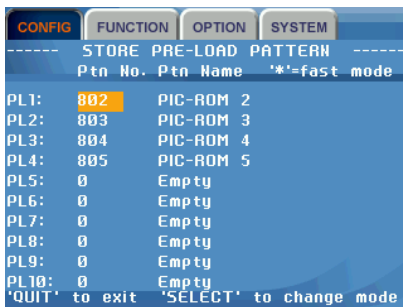 CONFIG FUNCTION OPTION SYSTEM
------ STORE PRE-LOAD PATTERN -----
Ptn No. Ptn Name '*'=fast mode
PL1: 802 PIC-ROM 2
PL2: 803 PIC-ROM 3
PL3: 804 PIC-ROM 4
PL4: 805 PIC-ROM 5
PL5: 0 Empty
PL6: 0 Empty
PL7: 0 Empty
PL8: 0 Empty
PL9: 0 Empty
PL10: 0 Empty
'QUIT' to exit 'SELECT' to change mode